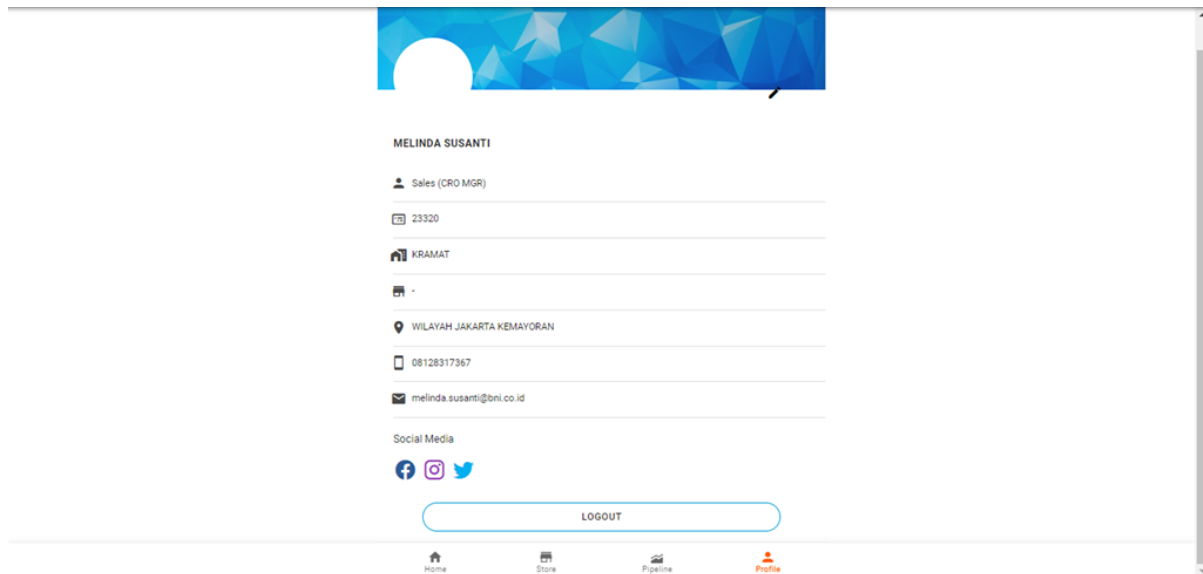 MELINDA SUSANTI
Sales (CRO MGR)
23320
KRAMAT
-
WILAYAH JAKARTA KEMAYORAN
08128317367
melinda.susanti@bni.co.id
Social Media
LOGOUT
Home Store Pipeline Profile